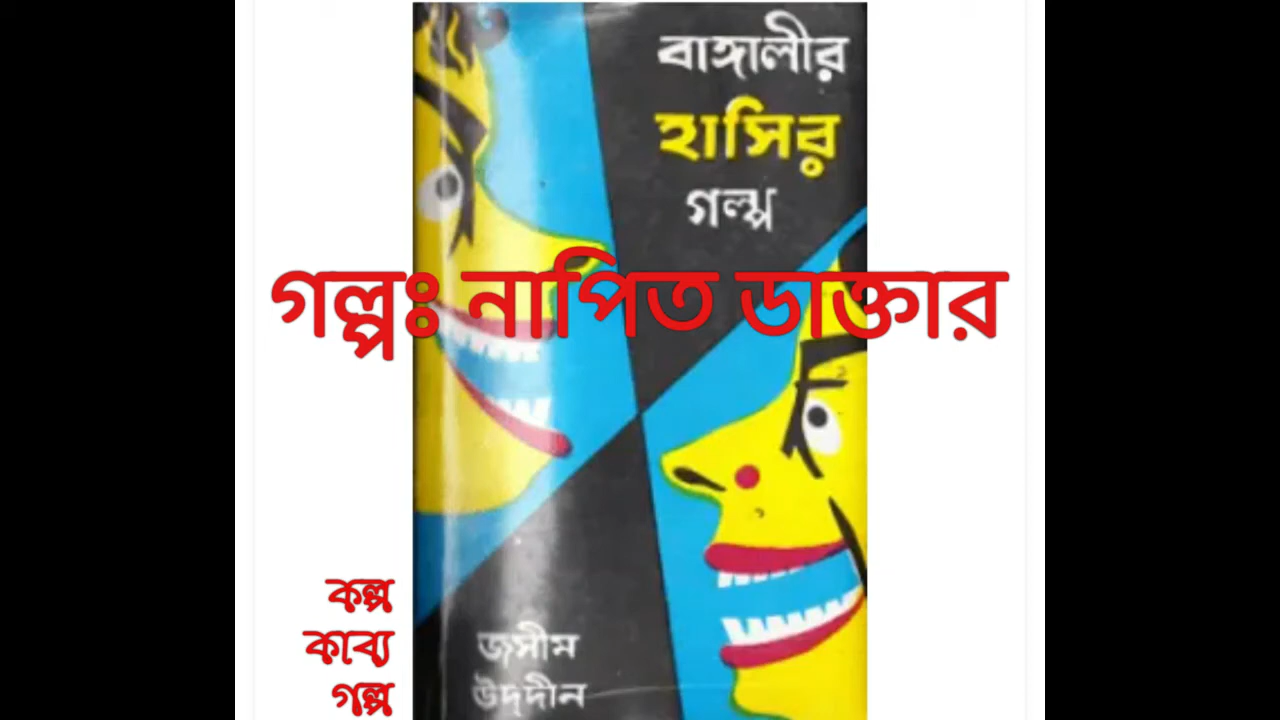 বাঙ্গালীর
হাসির
গল্প
গল্পঃ নাপিত ডাক্তার
কল্প
কাব্য
গল্প
জসীম
উদ্‌দীন